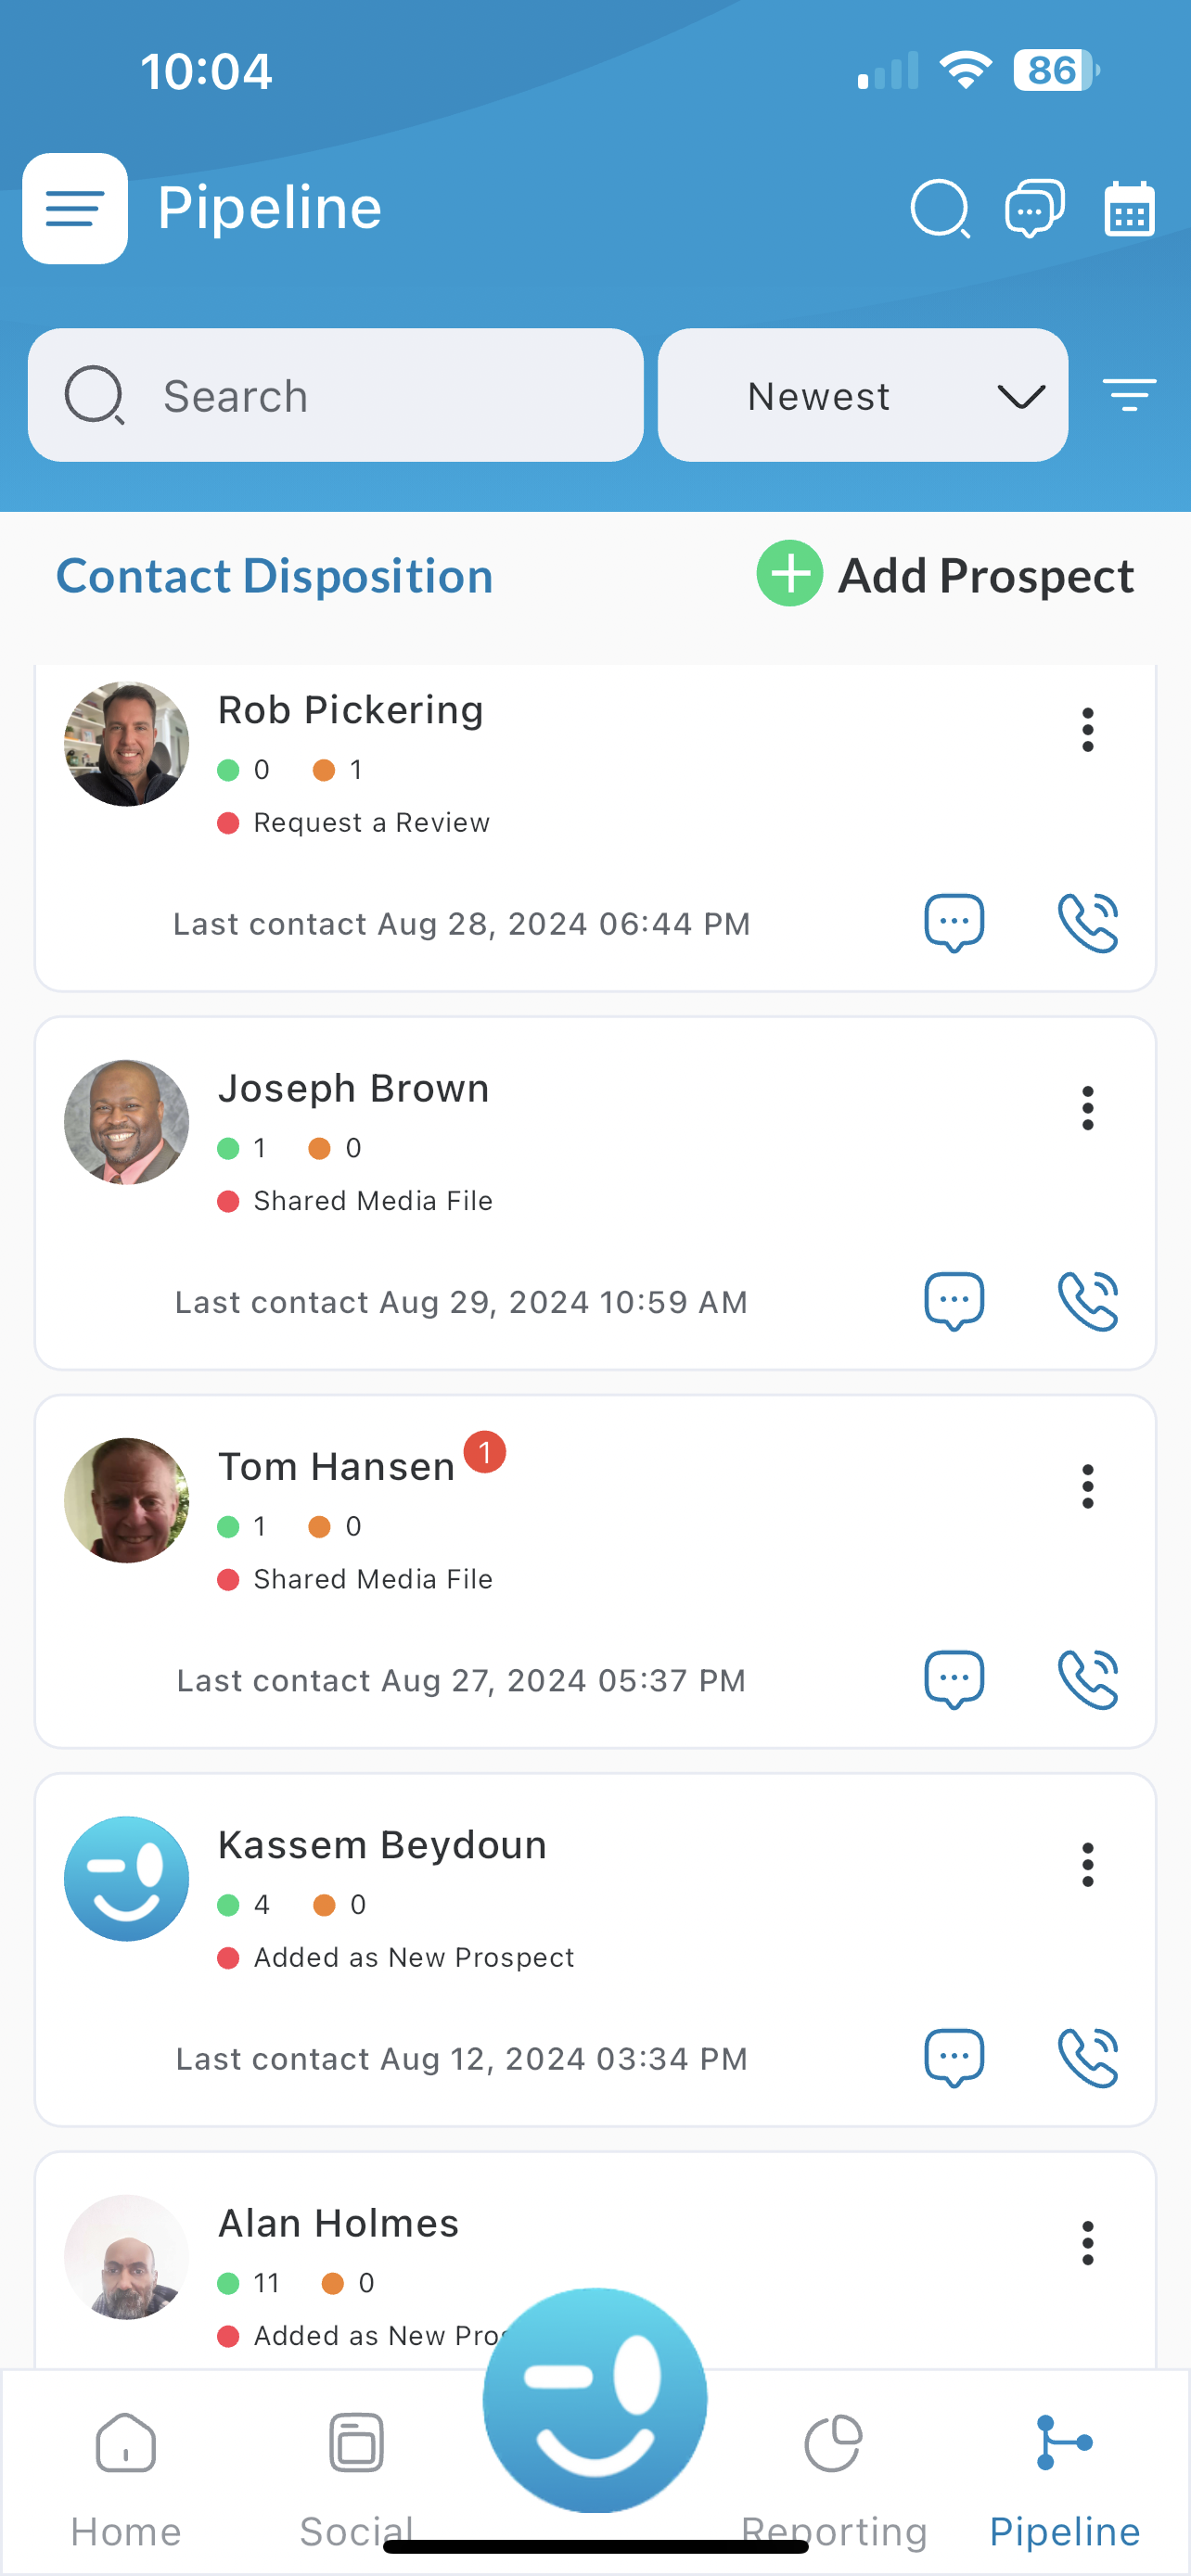 10:04
86
Pipeline
Search
Newest
Contact Disposition
Add Prospect
Rob Pickering
0 1
Request a Review
Last contact Aug 28, 2024 06:44 PM
Joseph Brown
1 0
Shared Media File
Last contact Aug 29, 2024 10:59 AM
Tom Hansen 1
1 0
Shared Media File
Last contact Aug 27, 2024 05:37 PM
Kassem Beydoun
4 0
Added as New Prospect
Last contact Aug 12, 2024 03:34 PM
Alan Holmes
11 0
Added as New Pros
Home Social Reporting Pipeline